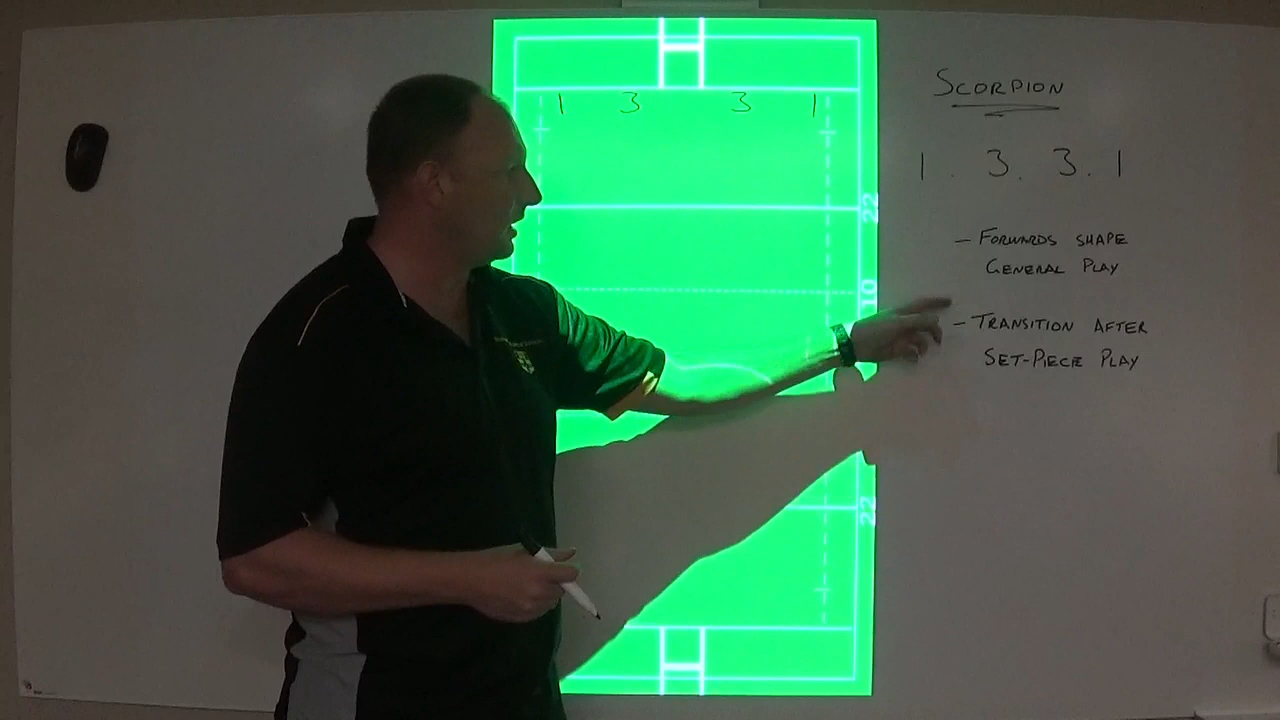 1 3 3 1
22
10
22
SCORPION
1. 3. 3. 1
- FORWARDS SHAPE
GENERAL PLAY
- TRANSITION AFTER
SET-PIECE PLAY